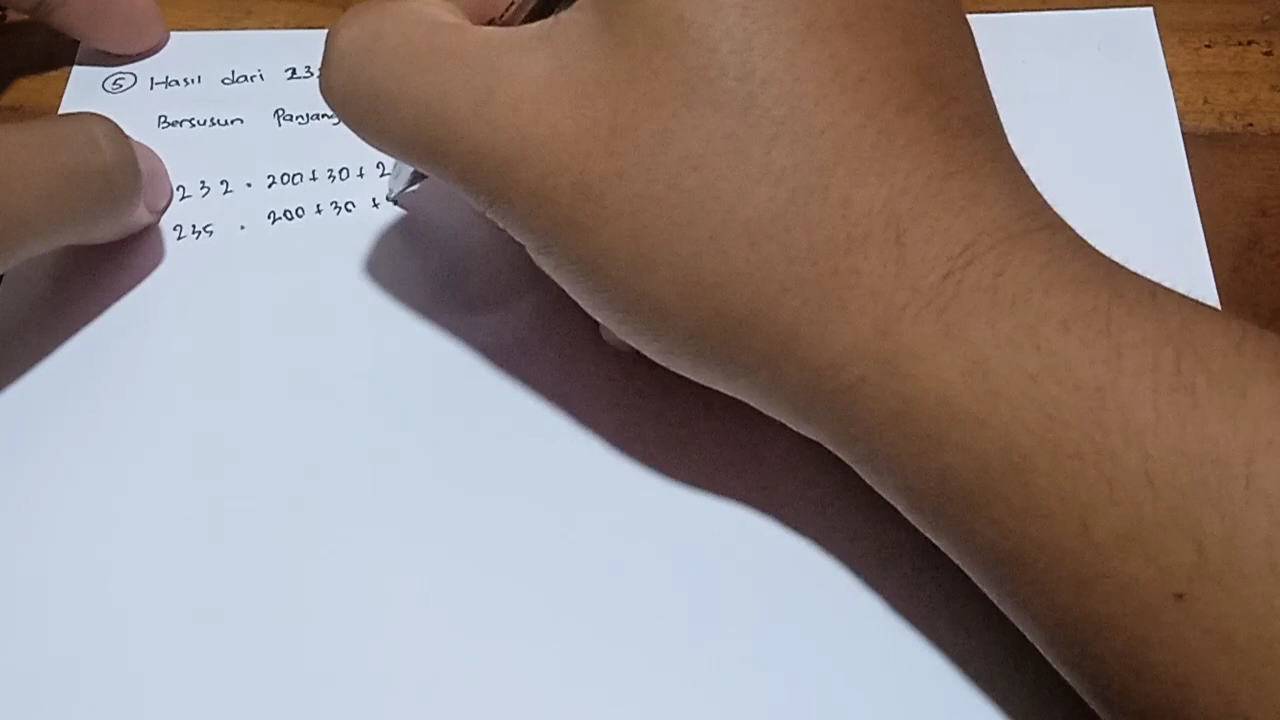 ⑤ Hasil dari 23
Bersusun Panjang
232 = 200 + 30 + 2
235 = 200 + 30 +